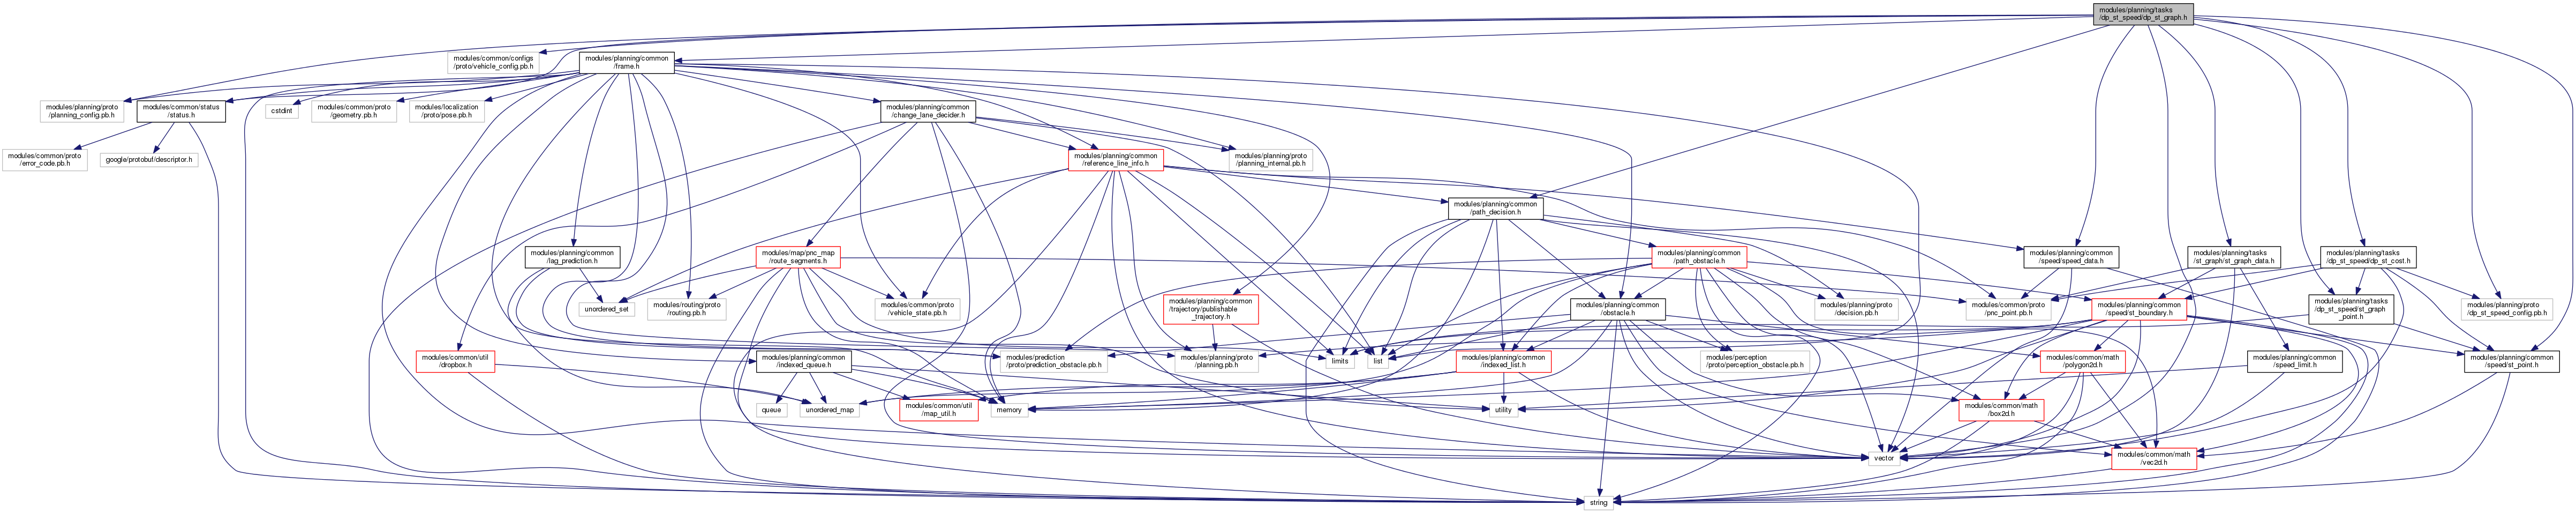 modules/planning/tasks
/dp_st_speed/dp_st_graph.h
modules/common/configs
/proto/vehicle_config.pb.h
modules/planning/common
/frame.h
modules/planning/proto
/planning_config.pb.h
modules/common/status
/status.h
cstdint
modules/common/proto
/geometry.pb.h
modules/localization
/proto/pose.pb.h
modules/planning/common
/change_lane_decider.h
modules/common/proto
/error_code.pb.h
google/protobuf/descriptor.h
modules/planning/common
/reference_line_info.h
modules/planning/proto
/planning_internal.pb.h
modules/planning/common
/path_decision.h
modules/planning/common
/lag_prediction.h
modules/map/pnc_map
/route_segments.h
modules/planning/common
/path_obstacle.h
modules/planning/common
/speed/speed_data.h
modules/planning/tasks
/st_graph/st_graph_data.h
modules/planning/tasks
/dp_st_speed/dp_st_cost.h
unordered_set
modules/routing/proto
/routing.pb.h
modules/common/proto
/vehicle_state.pb.h
modules/planning/common
/trajectory/publishable
_trajectory.h
modules/planning/common
/obstacle.h
modules/planning/proto
/decision.pb.h
modules/common/proto
/pnc_point.pb.h
modules/planning/common
/speed/st_boundary.h
modules/planning/tasks
/dp_st_speed/st_graph
_point.h
modules/planning/proto
/dp_st_speed_config.pb.h
modules/common/util
/dropbox.h
modules/planning/common
/indexed_queue.h
modules/prediction
/proto/prediction_obstacle.pb.h
modules/planning/proto
/planning.pb.h
limits
list
modules/planning/common
/indexed_list.h
modules/perception
/proto/perception_obstacle.pb.h
modules/common/math
/polygon2d.h
modules/planning/common
/speed_limit.h
modules/planning/common
/speed/st_point.h
queue
unordered_map
modules/common/util
/map_util.h
memory
utility
modules/common/math
/box2d.h
vector
modules/common/math
/vec2d.h
string